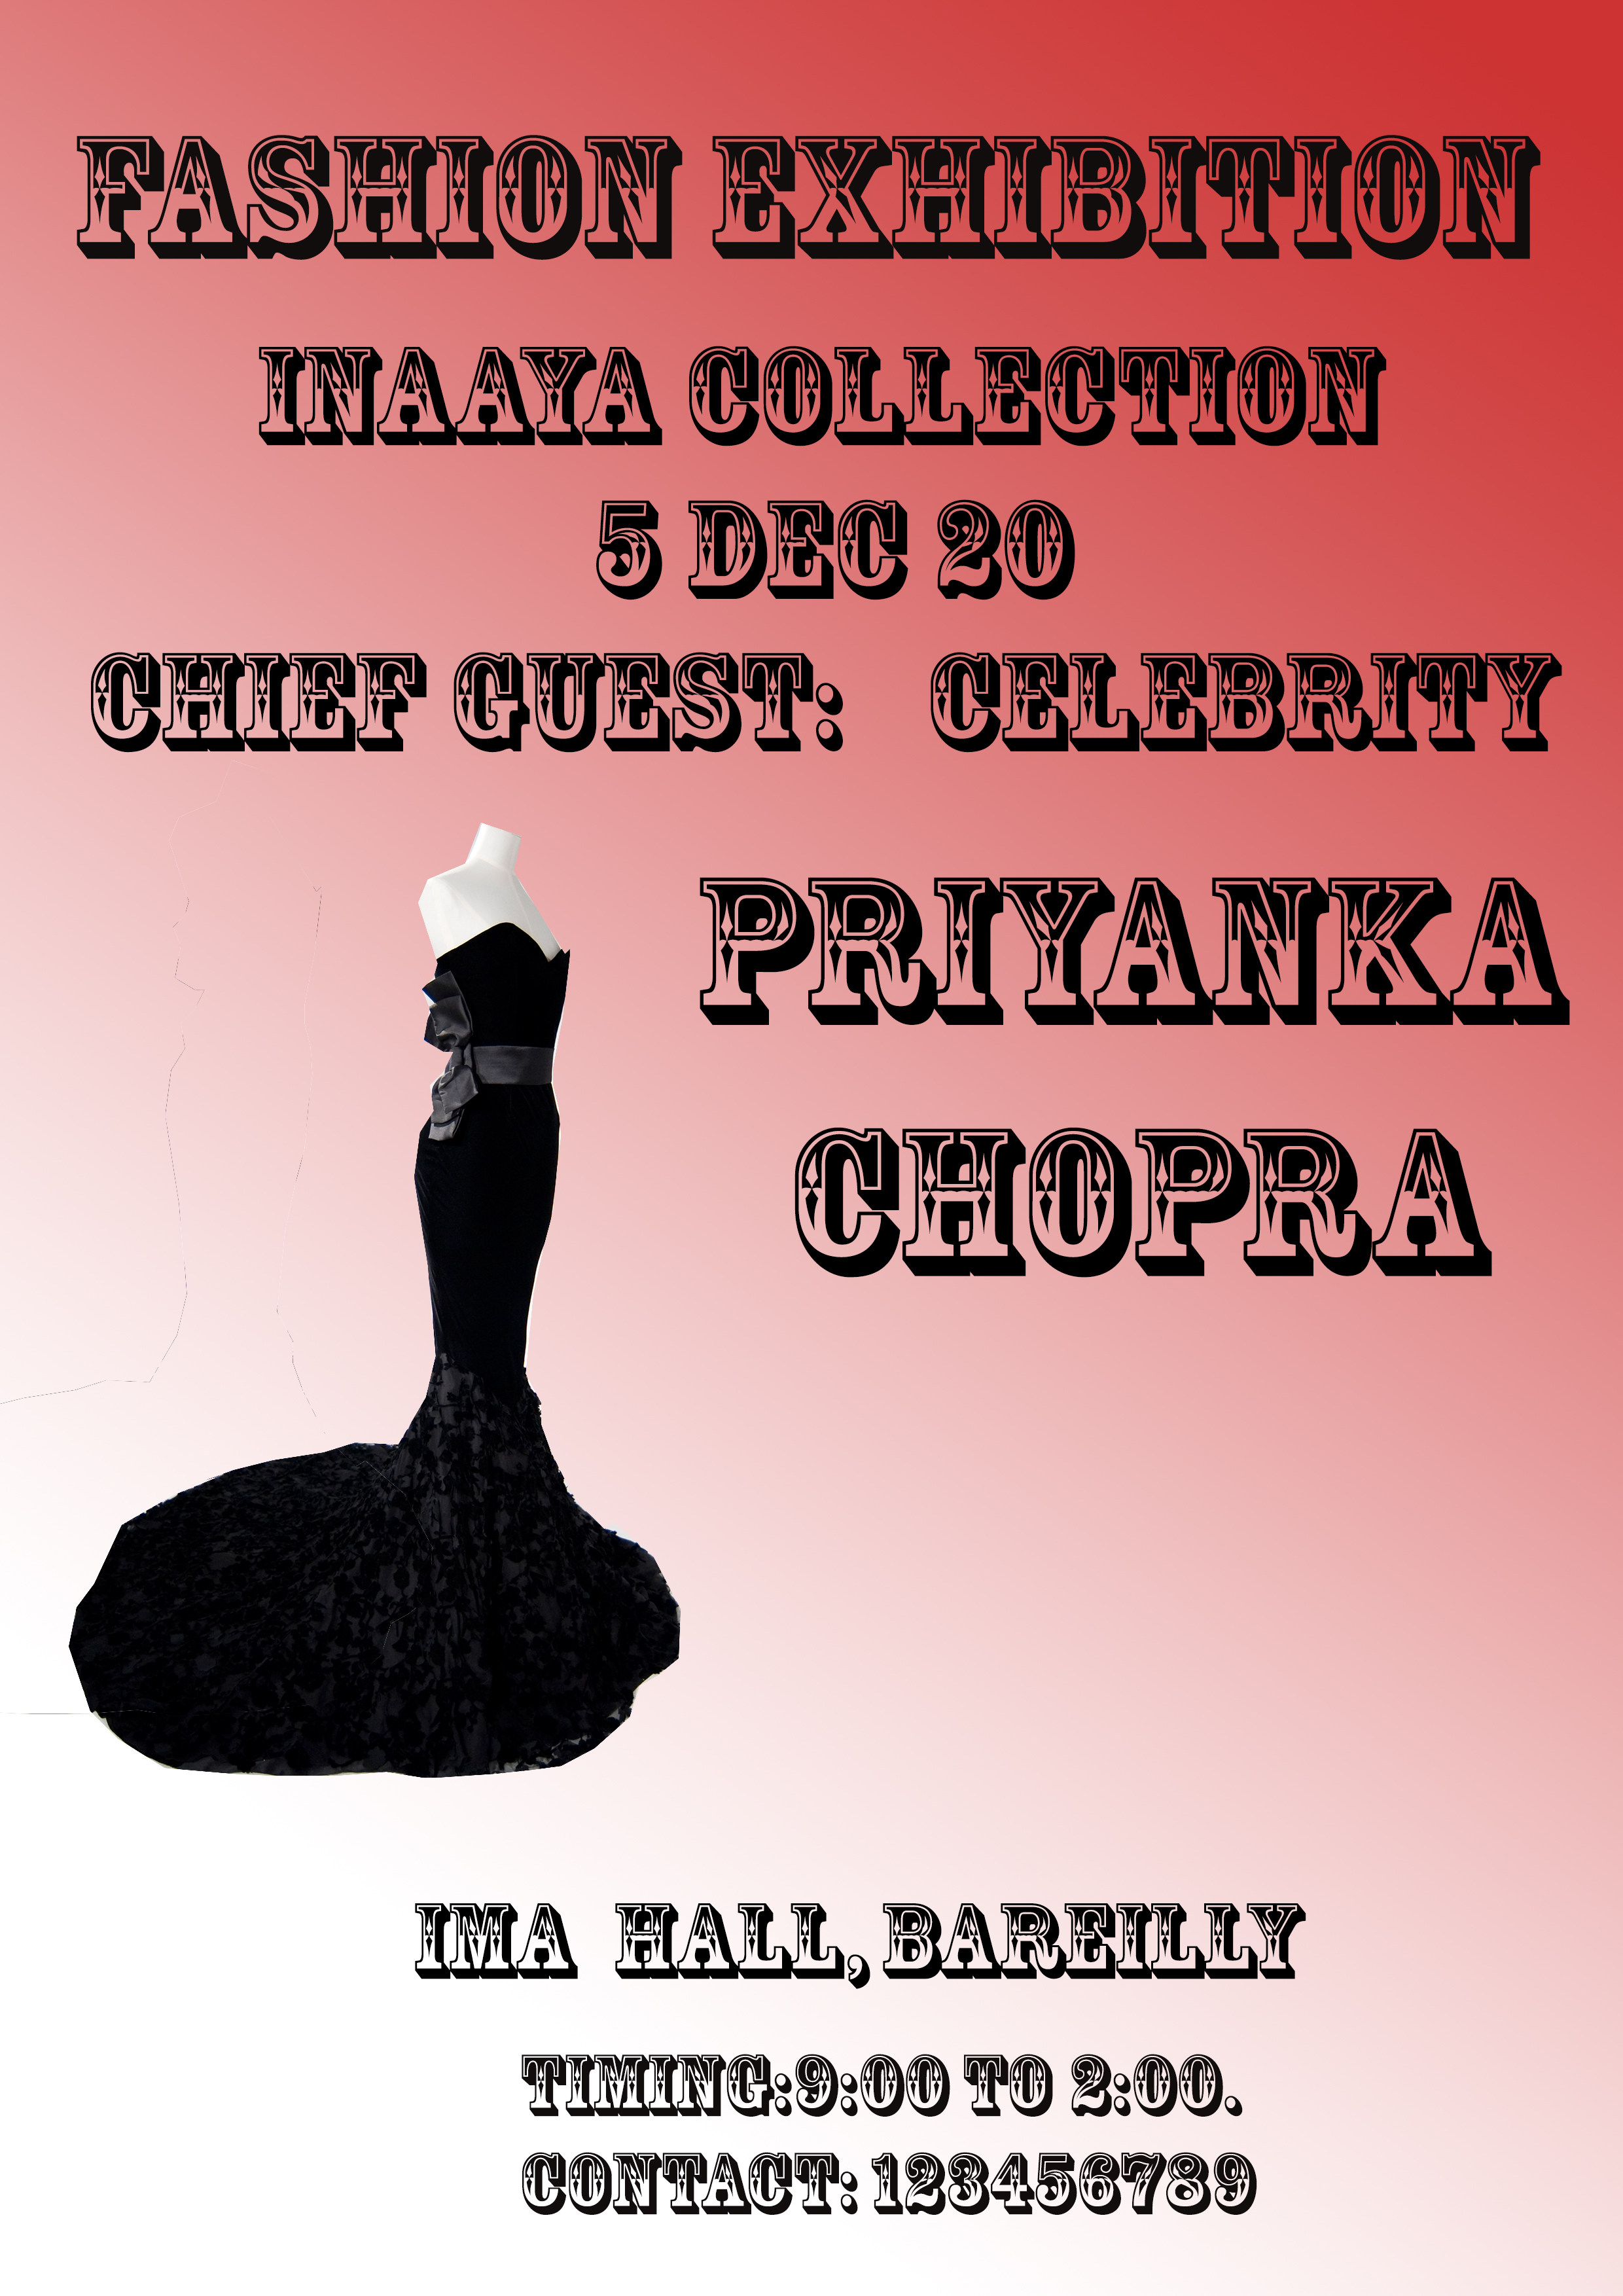 FASHION EXHIBITION
INAAYA COLLECTION
5 DEC 20
CHIEF GUEST: CELEBRITY
PRIYANKA
CHOPRA
IMA HALL, BAREILLY
TIMING:9:00 TO 2:00.
CONTACT: 123456789